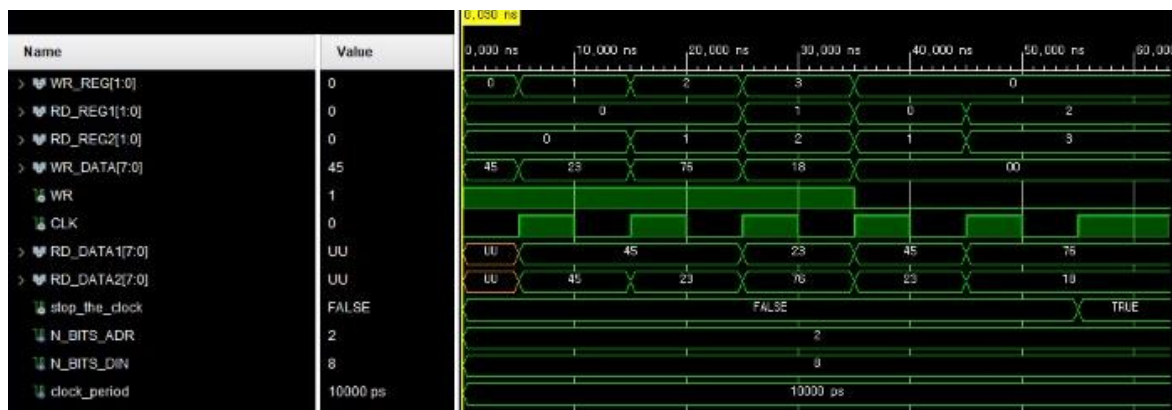 0,050 ns
Name Value 0,000 ns 10,000 ns 20,000 ns 30,000 ns 40,000 ns 50,000 ns 60,00
WR_REG[1:0] 0 0 1 2 3 0
RD_REG1[1:0] 0 0 1 0 2
RD_REG2[1:0] 0 0 1 2 1 3
WR_DATA[7:0] 45 45 23 76 18 00
WR 1
CLK 0
RD_DATA1[7:0] UU UU 45 23 45 76
RD_DATA2[7:0] UU UU 45 23 76 23 18
stop_the_clock FALSE FALSE TRUE
N_BITS_ADR 2 2
N_BITS_DIN 8 8
clock_period 10000 ps 10000 ps